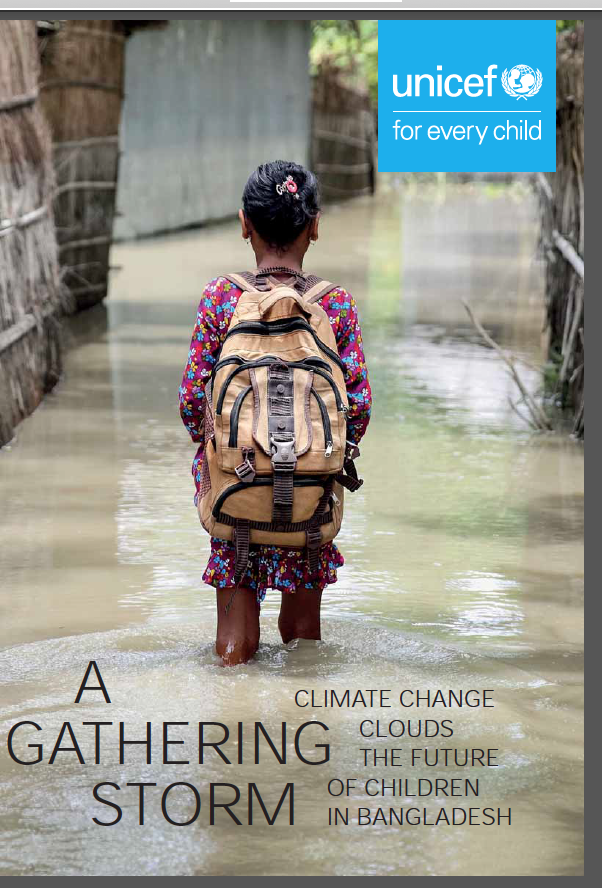 unicef
for every child
A
GATHERING
STORM
CLIMATE CHANGE
CLOUDS
THE FUTURE
OF CHILDREN
IN BANGLADESH